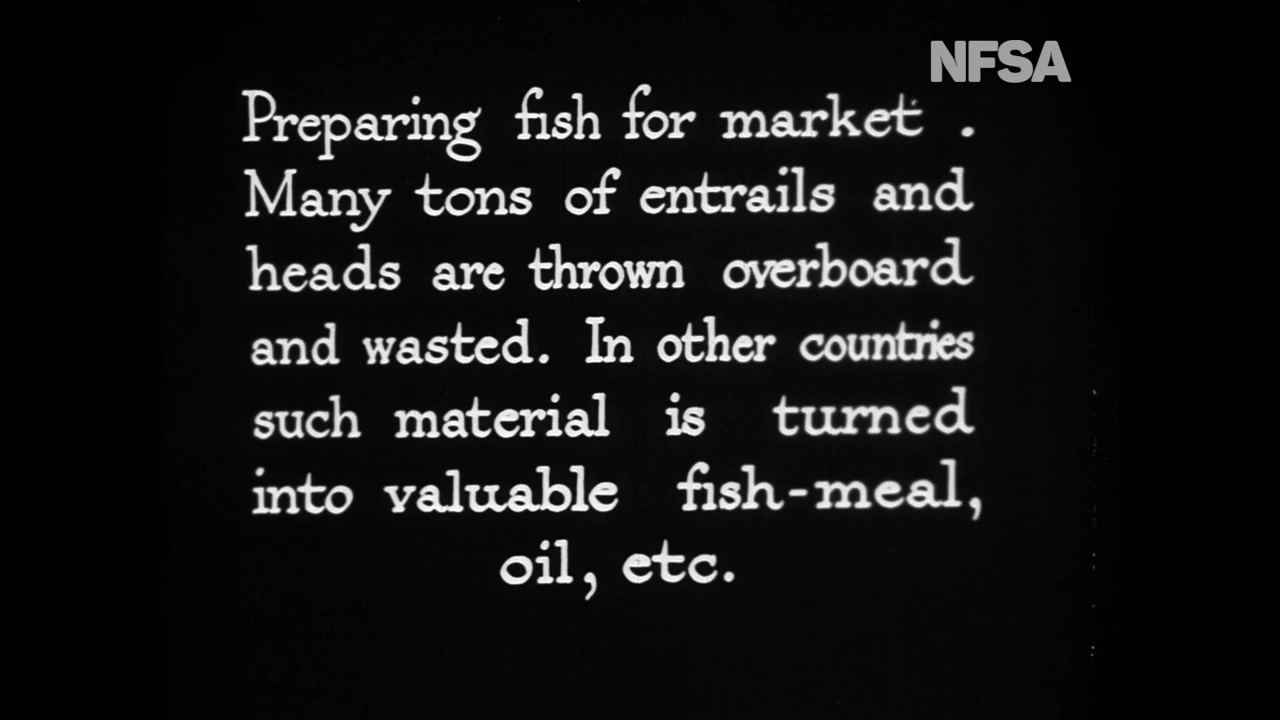 NFSA
Preparing fish for market .
Many tons of entrails and
heads are thrown overboard
and wasted. In other countries
such material is turned
into valuable fish-meal,
oil, etc.